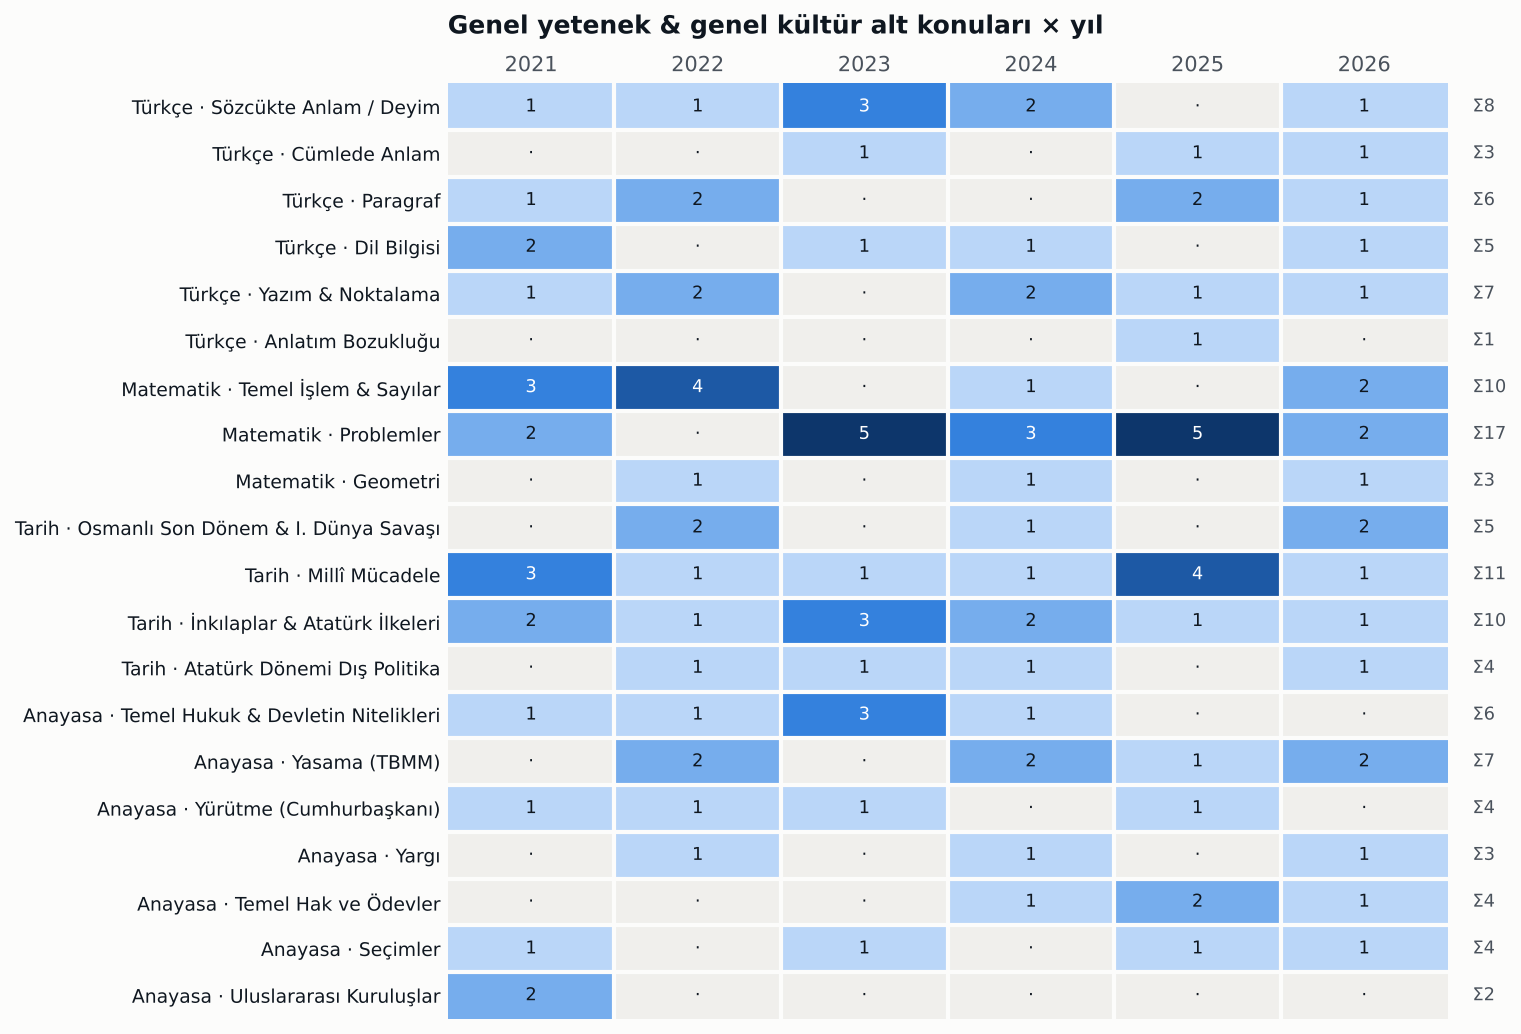 Genel yetenek & genel kültür alt konuları × yıl
2021 2022 2023 2024 2025 2026
Türkçe · Sözcükte Anlam / Deyim 1 1 3 2 · 1 Σ8
Türkçe · Cümlede Anlam · · 1 · 1 1 Σ3
Türkçe · Paragraf 1 2 · · 2 1 Σ6
Türkçe · Dil Bilgisi 2 · 1 1 · 1 Σ5
Türkçe · Yazım & Noktalama 1 2 · 2 1 1 Σ7
Türkçe · Anlatım Bozukluğu · · · · 1 · Σ1
Matematik · Temel İşlem & Sayılar 3 4 · 1 · 2 Σ10
Matematik · Problemler 2 · 5 3 5 2 Σ17
Matematik · Geometri · 1 · 1 · 1 Σ3
Tarih · Osmanlı Son Dönem & I. Dünya Savaşı · 2 · 1 · 2 Σ5
Tarih · Millî Mücadele 3 1 1 1 4 1 Σ11
Tarih · İnkılaplar & Atatürk İlkeleri 2 1 3 2 1 1 Σ10
Tarih · Atatürk Dönemi Dış Politika · 1 1 1 · 1 Σ4
Anayasa · Temel Hukuk & Devletin Nitelikleri 1 1 3 1 · · Σ6
Anayasa · Yasama (TBMM) · 2 · 2 1 2 Σ7
Anayasa · Yürütme (Cumhurbaşkanı) 1 1 1 · 1 · Σ4
Anayasa · Yargı · 1 · 1 · 1 Σ3
Anayasa · Temel Hak ve Ödevler · · · 1 2 1 Σ4
Anayasa · Seçimler 1 · 1 · 1 1 Σ4
Anayasa · Uluslararası Kuruluşlar 2 · · · · · Σ2